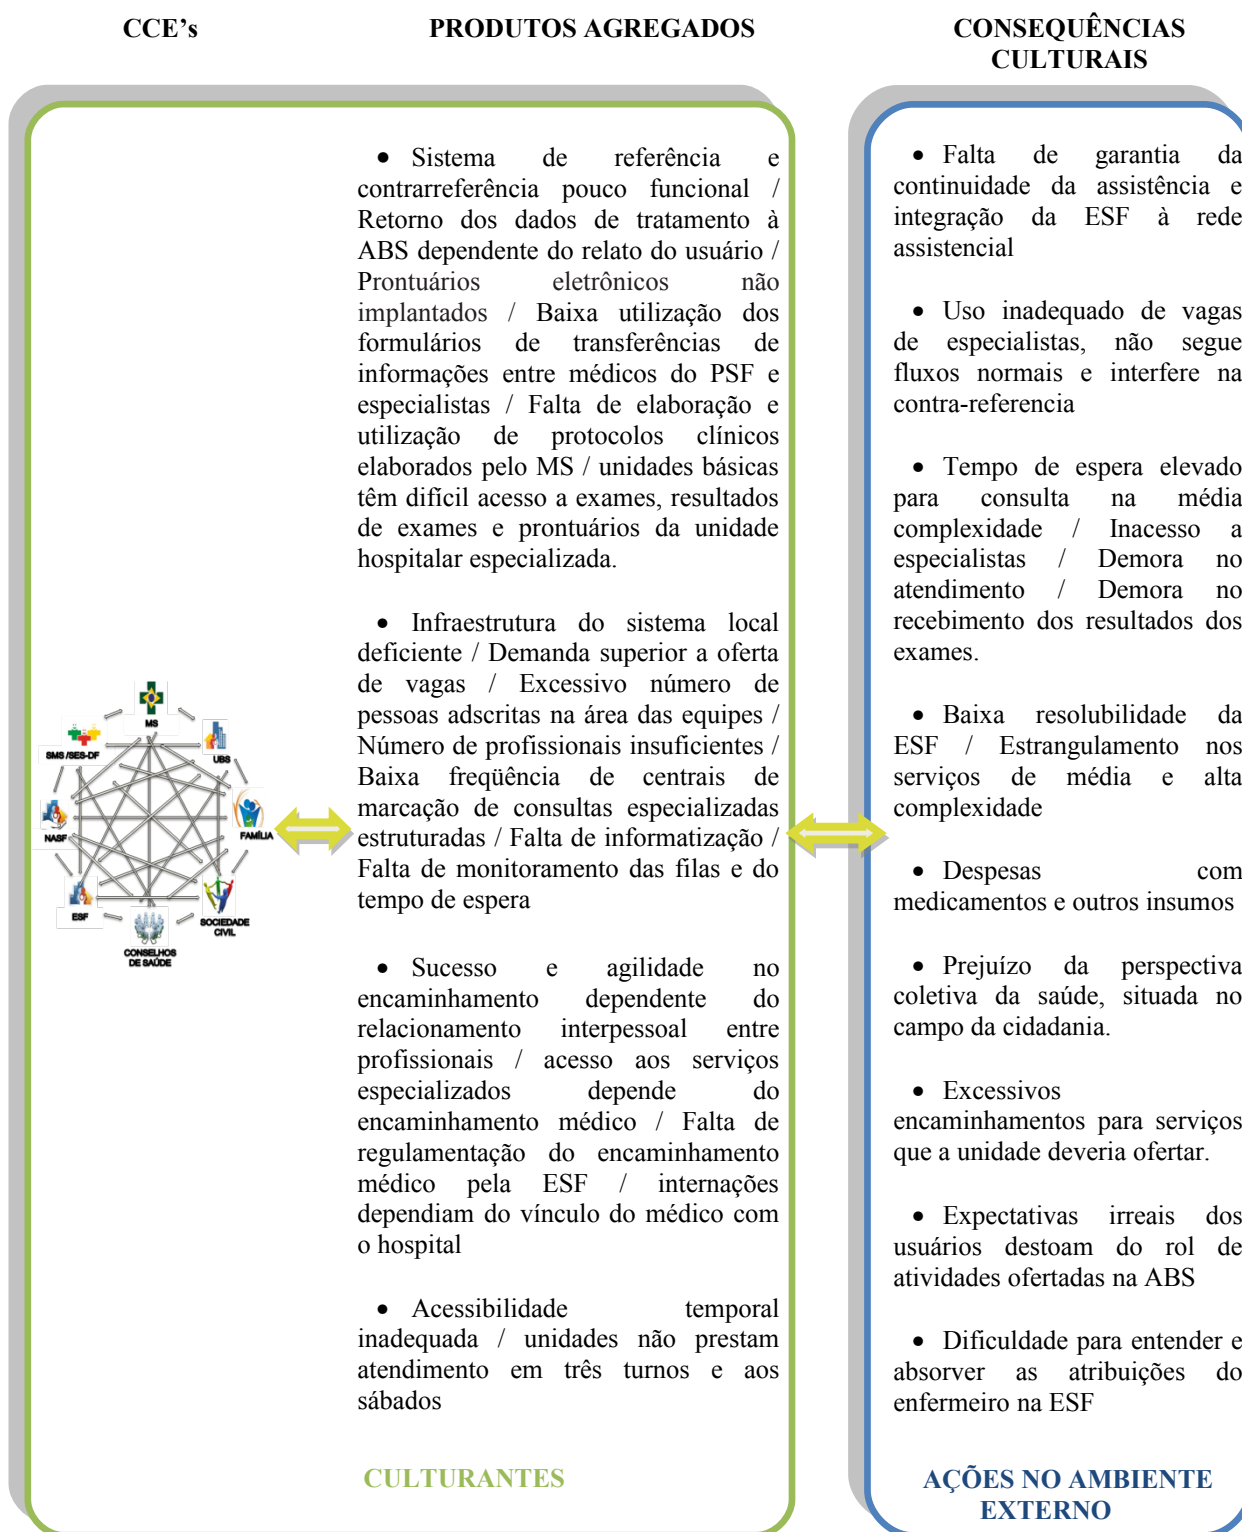 CCE's
PRODUTOS AGREGADOS
CONSEQUÊNCIAS
CULTURAIS
MS
SMS /SES-DF
UBS
NASF
FAMÍLIA
ESF
SOCIEDADE
CIVIL
CONSELHOS
DE SAÚDE
• Sistema de referência e
contrarreferência pouco funcional /
Retorno dos dados de tratamento à
ABS dependente do relato do usuário /
Prontuários eletrônicos não
implantados / Baixa utilização dos
formulários de transferências de
informações entre médicos do PSF e
especialistas / Falta de elaboração e
utilização de protocolos clínicos
elaborados pelo MS / unidades básicas
têm difícil acesso a exames, resultados
de exames e prontuários da unidade
hospitalar especializada.
• Infraestrutura do sistema local
deficiente / Demanda superior a oferta
de vagas / Excessivo número de
pessoas adscritas na área das equipes /
Número de profissionais insuficientes /
Baixa freqüência de centrais de
marcação de consultas especializadas
estruturadas / Falta de informatização /
Falta de monitoramento das filas e do
tempo de espera
• Sucesso e agilidade no
encaminhamento dependente do
relacionamento interpessoal entre
profissionais / acesso aos serviços
especializados depende do
encaminhamento médico / Falta de
regulamentação do encaminhamento
médico pela ESF / internações
dependiam do vínculo do médico com
o hospital
• Acessibilidade temporal
inadequada / unidades não prestam
atendimento em três turnos e aos
sábados
CULTURANTES
• Falta de garantia da
continuidade da assistência e
integração da ESF à rede
assistencial
• Uso inadequado de vagas
de especialistas, não segue
fluxos normais e interfere na
contra-referencia
• Tempo de espera elevado
para consulta na média
complexidade / Inacesso a
especialistas / Demora no
atendimento / Demora no
recebimento dos resultados dos
exames.
• Baixa resolubilidade da
ESF / Estrangulamento nos
serviços de média e alta
complexidade
• Despesas com
medicamentos e outros insumos
• Prejuízo da perspectiva
coletiva da saúde, situada no
campo da cidadania.
• Excessivos
encaminhamentos para serviços
que a unidade deveria ofertar.
• Expectativas irreais dos
usuários destoam do rol de
atividades ofertadas na ABS
• Dificuldade para entender e
absorver as atribuições do
enfermeiro na ESF
AÇÕES NO AMBIENTE
EXTERNO